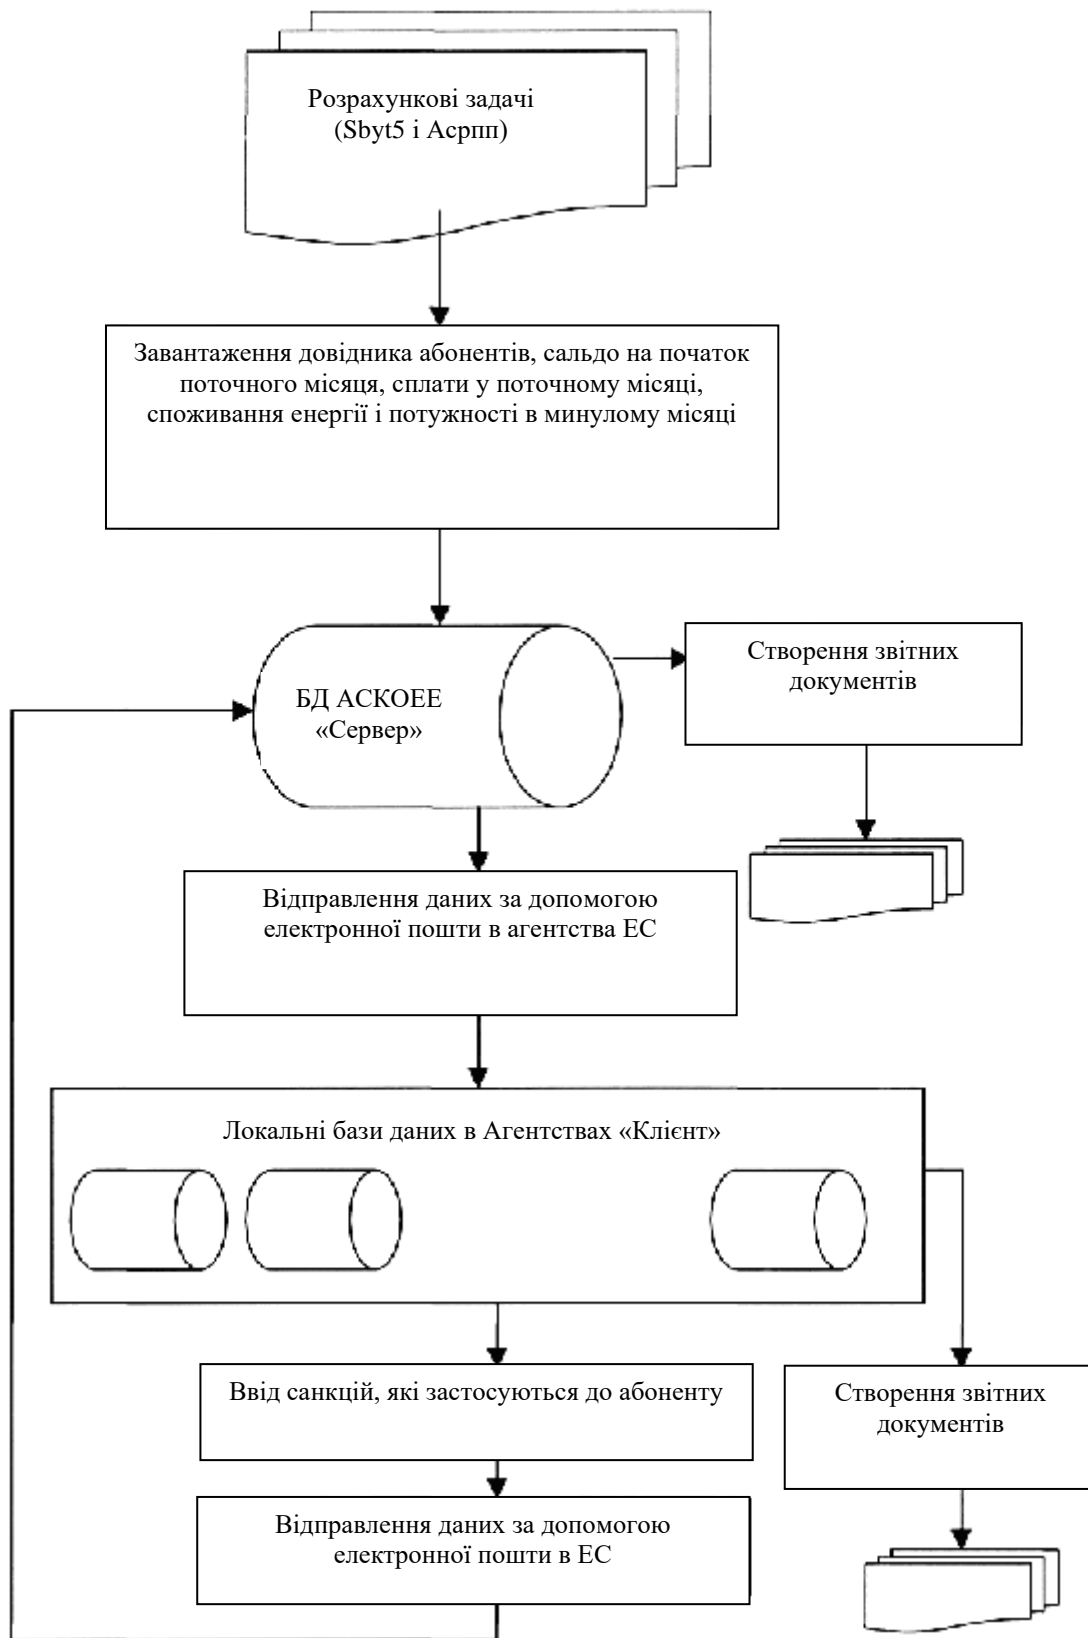 Розрахункові задачі
(Sbyt5 і Асрпп)
Завантаження довідника абонентів, сальдо на початок
поточного місяця, сплати у поточному місяці,
споживання енергії і потужності в минулому місяці
БД АСКОЕЕ
«Сервер»
Створення звітних
документів
Відправлення даних за допомогою
електронної пошти в агентства ЕС
Локальні бази даних в Агентствах «Клієнт»
Ввід санкцій, які застосуються до абоненту
Створення звітних
документів
Відправлення даних за допомогою
електронної пошти в ЕС